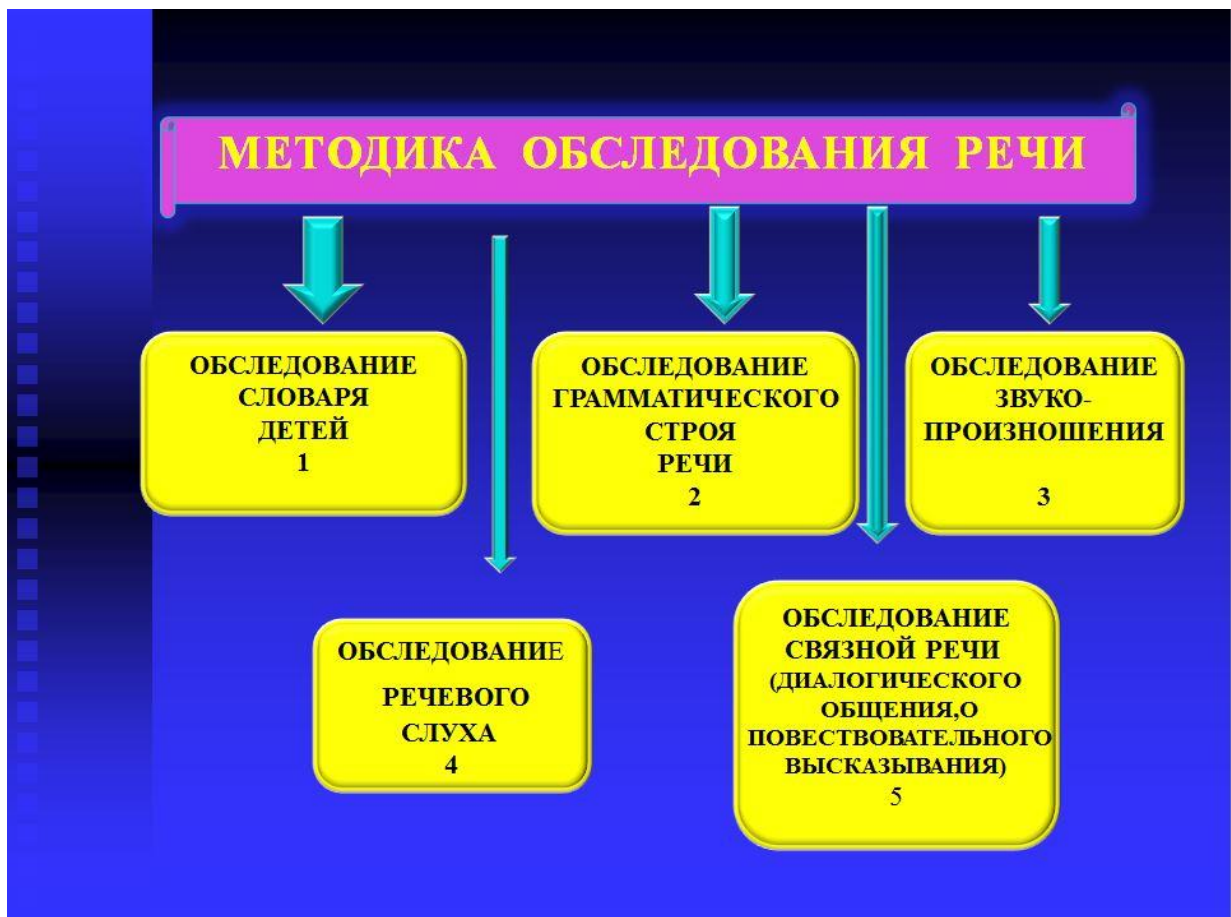 МЕТОДИКА ОБСЛЕДОВАНИЯ РЕЧИ
ОБСЛЕДОВАНИЕ
СЛОВАРЯ
ДЕТЕЙ
1
ОБСЛЕДОВАНИЕ
ГРАММАТИЧЕСКОГО
СТРОЯ
РЕЧИ
2
ОБСЛЕДОВАНИЕ
ЗВУКО-
ПРОИЗНОШЕНИЯ
3
ОБСЛЕДОВАНИЕ
РЕЧЕВОГО
СЛУХА
4
ОБСЛЕДОВАНИЕ
СВЯЗНОЙ РЕЧИ
(ДИАЛОГИЧЕСКОГО
ОБЩЕНИЯ,О
ПОВЕСТВОВАТЕЛЬНОГО
ВЫСКАЗЫВАНИЯ)
5